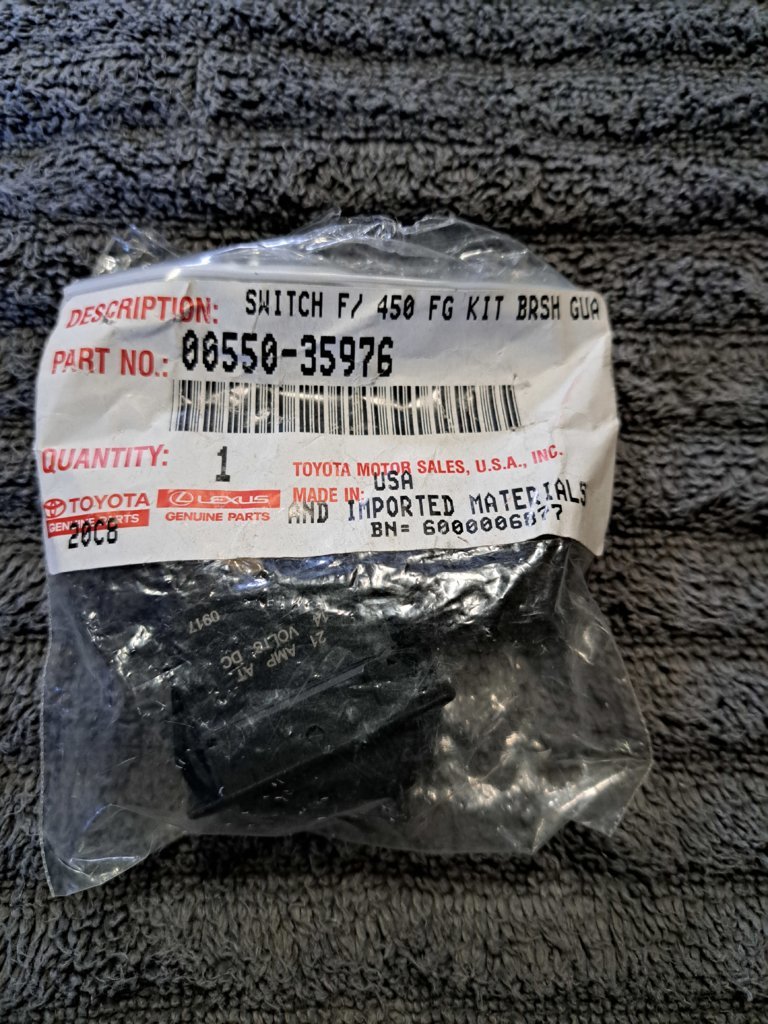 DESCRIPTION: SWITCH F/ 450 FG KIT BRSH GUA
PART NO.: 00550-35976
QUANTITY: 1
TOYOTA MOTOR SALES, U.S.A., INC.
MADE IN: USA
AND IMPORTED MATERIALS
BN= 6000006877
TOYOTA
GENUINE PARTS
20C8
LEXUS
GENUINE PARTS
21 AMP AT
14 VOLTS DC
0917